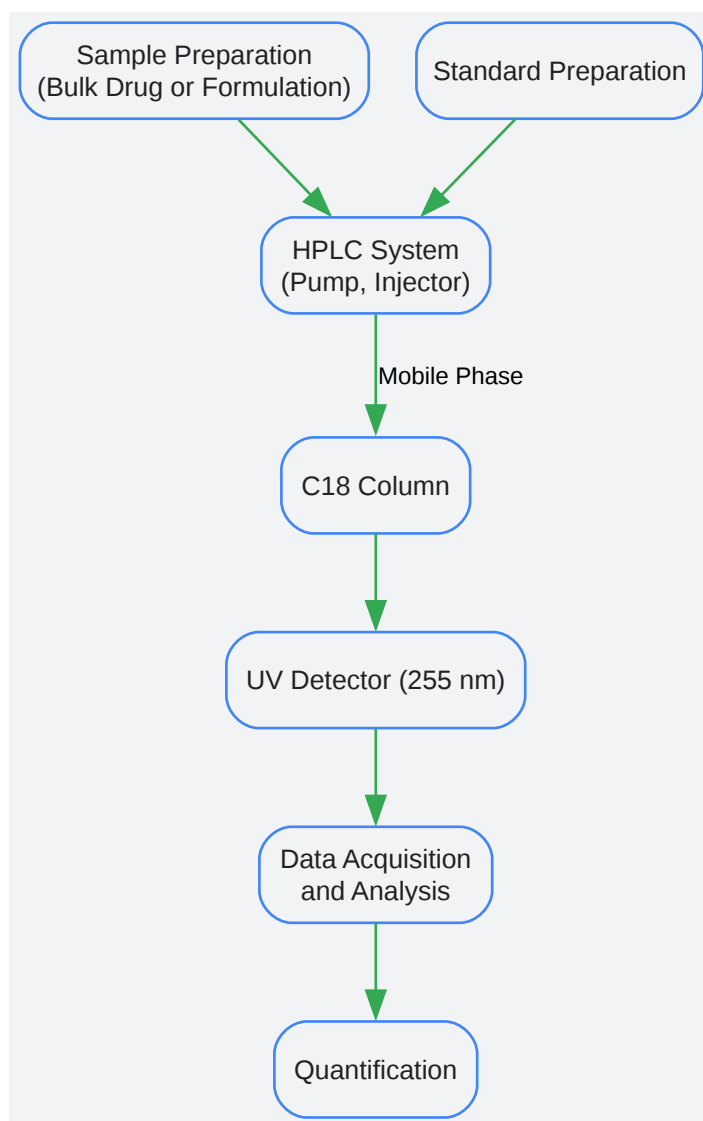 Sample Preparation
(Bulk Drug or Formulation)
Standard Preparation
HPLC System
(Pump, Injector)
Mobile Phase
C18 Column
UV Detector (255 nm)
Data Acquisition
and Analysis
Quantification